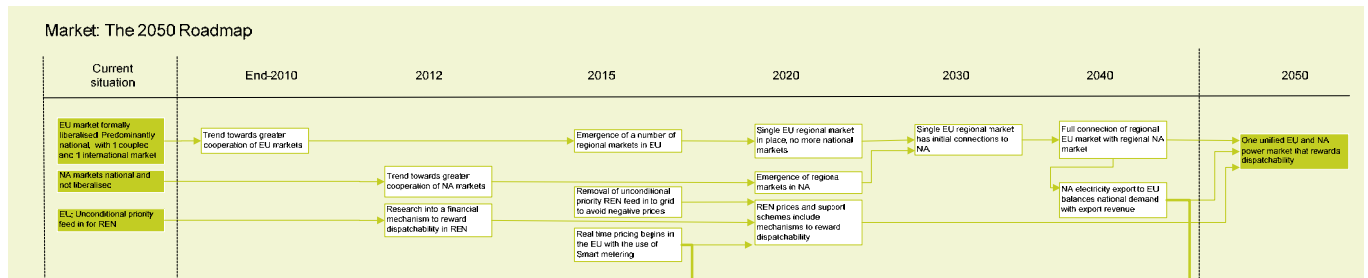 Market: The 2050 Roadmap
Current
situation
End-2010
2012
2015
2020
2030
2040
2050
EU market formally
liberalised. Predominantly
national, with 1 coupled
and 1 international market
Trend towards greater
cooperation of EU markets
Emergence of a number of
regional markets in EU
Single EU regional market
in place, no more national
markets
Single EU regional market
has initial connections to
NA
Full connection of regional
EU market with regional NA
market
One unified EU and NA
power market that rewards
dispatchability
NA markets national and
not liberalised
Trend towards greater
cooperation of NA markets
Emergence of regional
markets in NA
Removal of unconditional
priority REN feed in to grid
to avoid negative prices
NA electricity export to EU
balances national demand
with export revenue
EU; Unconditional priority
feed in for REN
Research into a financial
mechanism to reward
dispatchability in REN
REN prices and support
schemes include
mechanisms to reward
dispatchability
Real time pricing begins in
the EU with the use of
Smart metering